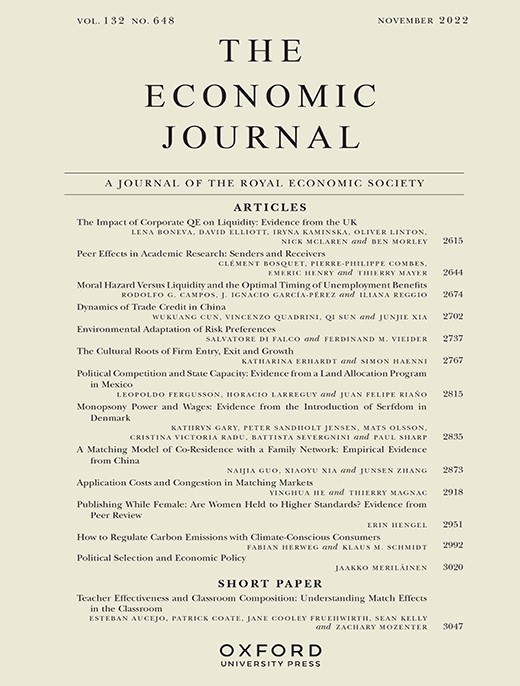 VOL. 132 NO. 648 NOVEMBER 2022
THE
ECONOMIC
JOURNAL
A JOURNAL OF THE ROYAL ECONOMIC SOCIETY
ARTICLES
The Impact of Corporate QE on Liquidity: Evidence from the UK
LENA BONEVA, DAVID ELLIOTT, IRYNA KAMINSKA, OLIVER LINTON,
NICK MCLAREN and BEN MORLEY 2615
Peer Effects in Academic Research: Senders and Receivers
CLÉMENT BOSQUET, PIERRE-PHILIPPE COMBES,
EMERIC HENRY and THIERRY MAYER 2644
Moral Hazard Versus Liquidity and the Optimal Timing of Unemployment Benefits
RODOLFO G. CAMPOS, J. IGNACIO GARCÍA-PÉREZ and ILIANA REGGIO 2674
Dynamics of Trade Credit in China
WUKUANG CUN, VINCENZO QUADRINI, QI SUN and JUNJIE XIA 2702
Environmental Adaptation of Risk Preferences
SALVATORE DI FALCO and FERDINAND M. VIEIDER 2737
The Cultural Roots of Firm Entry, Exit and Growth
KATHARINA ERHARDT and SIMON HAENNI 2767
Political Competition and State Capacity: Evidence from a Land Allocation Program
in Mexico
LEOPOLDO FERGUSSON, HORACIO LARREGUY and JUAN FELIPE RIAÑO 2815
Monopsony Power and Wages: Evidence from the Introduction of Serfdom in
Denmark
KATHRYN GARY, PETER SANDHOLT JENSEN, MATS OLSSON,
CRISTINA VICTORIA RADU, BATTISTA SEVERGNINI and PAUL SHARP 2835
A Matching Model of Co-Residence with a Family Network: Empirical Evidence
from China
NAIJIA GUO, XIAOYU XIA and JUNSEN ZHANG 2873
Application Costs and Congestion in Matching Markets
YINGHUA HE and THIERRY MAGNAC 2918
Publishing While Female: Are Women Held to Higher Standards? Evidence from
Peer Review
ERIN HENGEL 2951
How to Regulate Carbon Emissions with Climate-Conscious Consumers
FABIAN HERWEG and KLAUS M. SCHMIDT 2992
Political Selection and Economic Policy
JAAKKO MERILÄINEN 3020
SHORT PAPER
Teacher Effectiveness and Classroom Composition: Understanding Match Effects
in the Classroom
ESTEBAN AUCEJO, PATRICK COATE, JANE COOLEY FRUEHWIRTH, SEAN KELLY
and ZACHARY MOZENTER 3047
OXFORD
UNIVERSITY PRESS